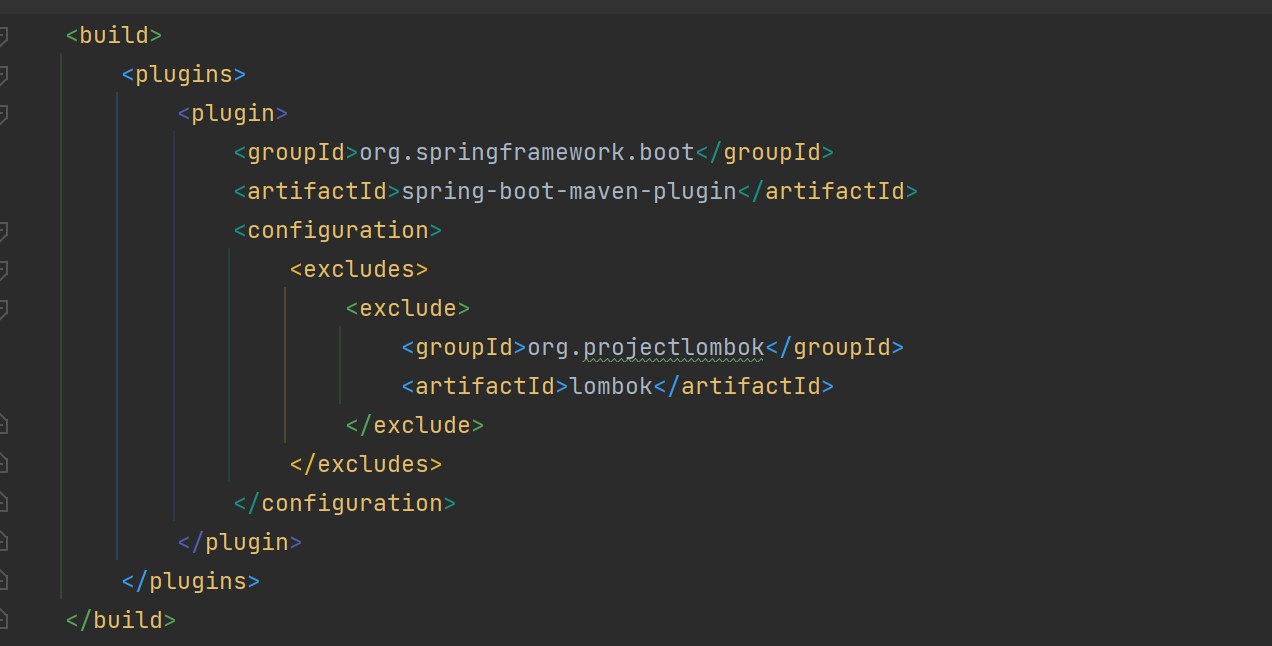 <build>
<plugins>
<plugin>
<groupId>org.springframework.boot</groupId>
<artifactId>spring-boot-maven-plugin</artifactId>
<configuration>
<excludes>
<exclude>
<groupId>org.projectlombok</groupId>
<artifactId>lombok</artifactId>
</exclude>
</excludes>
</configuration>
</plugin>
</plugins>
</build>